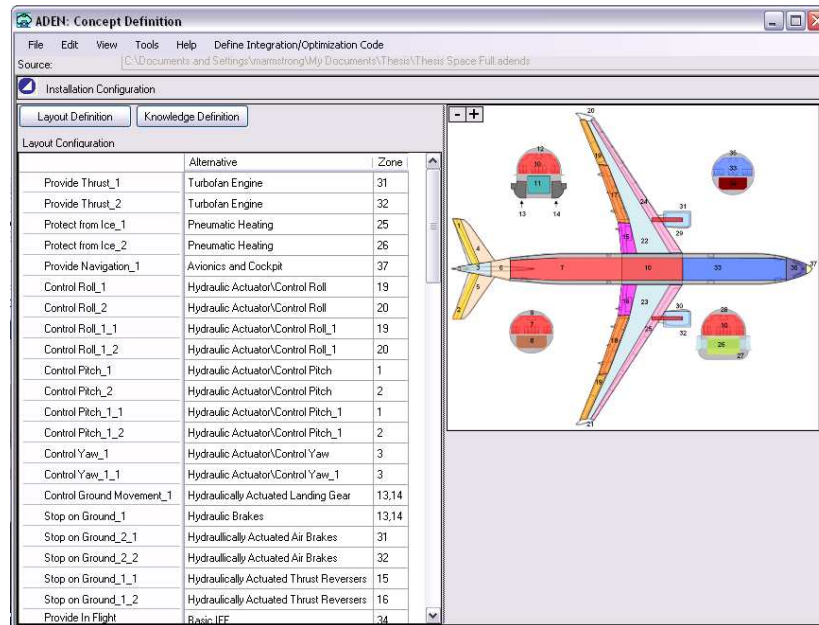 ADEN: Concept Definition
File Edit View Tools Help Define Integration/Optimization Code
Source: C:\Documents and Settings\marmstrong\My Documents\Thesis\Thesis Space Full.adends
Installation Configuration
Layout Definition Knowledge Definition
Layout Configuration
Alternative Zone
Provide Thrust_1 Turbofan Engine 31
Provide Thrust_2 Turbofan Engine 32
Protect from Ice_1 Pneumatic Heating 25
Protect from Ice_2 Pneumatic Heating 26
Provide Navigation_1 Avionics and Cockpit 37
Control Roll_1 Hydraulic Actuator\Control Roll 19
Control Roll_2 Hydraulic Actuator\Control Roll 20
Control Roll_1_1 Hydraulic Actuator\Control Roll_1 19
Control Roll_1_2 Hydraulic Actuator\Control Roll_1 20
Control Pitch_1 Hydraulic Actuator\Control Pitch 1
Control Pitch_2 Hydraulic Actuator\Control Pitch 2
Control Pitch_1_1 Hydraulic Actuator\Control Pitch_1 1
Control Pitch_1_2 Hydraulic Actuator\Control Pitch_1 2
Control Yaw_1 Hydraulic Actuator\Control Yaw 3
Control Yaw_1_1 Hydraulic Actuator\Control Yaw_1 3
Control Ground Movement_1 Hydraulically Actuated Landing Gear 13,14
Stop on Ground_1 Hydraulic Brakes 13,14
Stop on Ground_2_1 Hydraullically Actuated Air Brakes 31
Stop on Ground_2_2 Hydraullically Actuated Air Brakes 32
Stop on Ground_1_1 Hydraulically Actuated Thrust Reversers 15
Stop on Ground_1_2 Hydraulically Actuated Thrust Reversers 16
Provide In Flight Basic IFE 34
- +
20
12
10
11
13 14
35
33
19
17
24
31
15
22
29
1
4
3 6 7 10 33 36 37
5
2
16 23
30
25
32
18
19
21
9
7
8
28
10
26
27